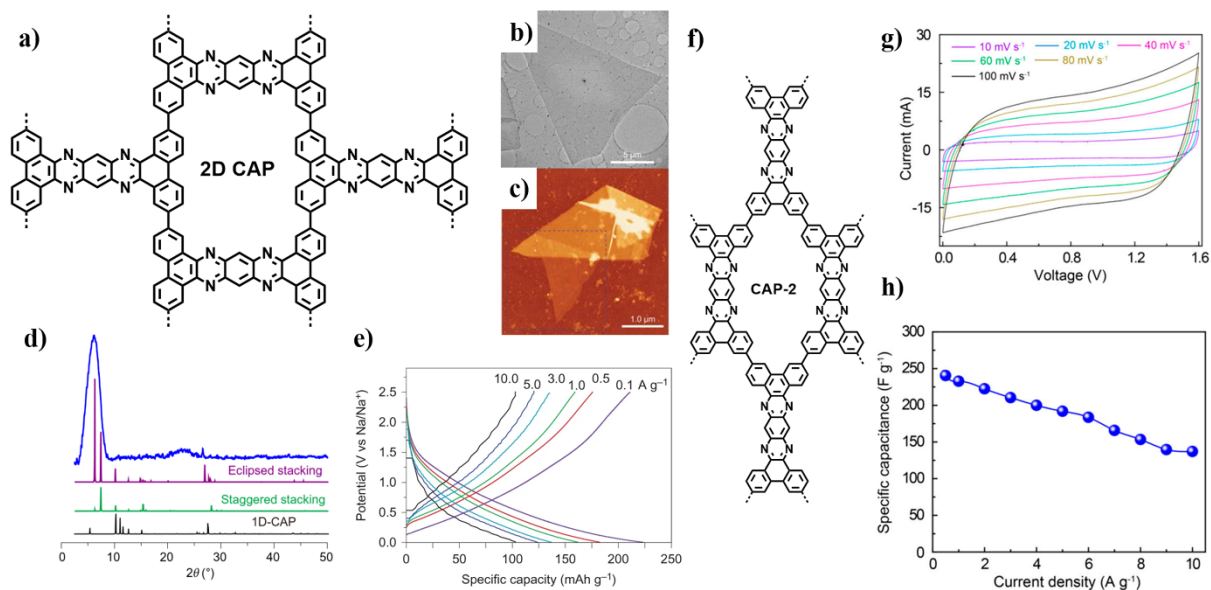 a)
2D CAP
N N N N
N N N N
N N N N
N N N N
N N N N
N N N N
N N N N
N N N N
b)
5 μm
c)
1.0 μm
d)
Eclipsed stacking
Staggered stacking
1D-CAP
0 10 20 30 40 50
2θ (°)
e)
10.0 5.0 3.0 1.0 0.5 0.1 A g–1
2.5
2.0
1.5
1.0
0.5
0.0
0 50 100 150 200 250
Potential (V vs Na/Na+)
Specific capacity (mAh g–1)
f)
CAP-2
N N
N N
N N N N
N N N N
N N
N N
g)
10 mV s-1 20 mV s-1 40 mV s-1
60 mV s-1 80 mV s-1
100 mV s-1
30
15
0
-15
0.0 0.4 0.8 1.2 1.6
Current (mA)
Voltage (V)
h)
300
250
200
150
100
50
0
0 2 4 6 8 10
Specific capacitance (F g-1)
Current density (A g-1)